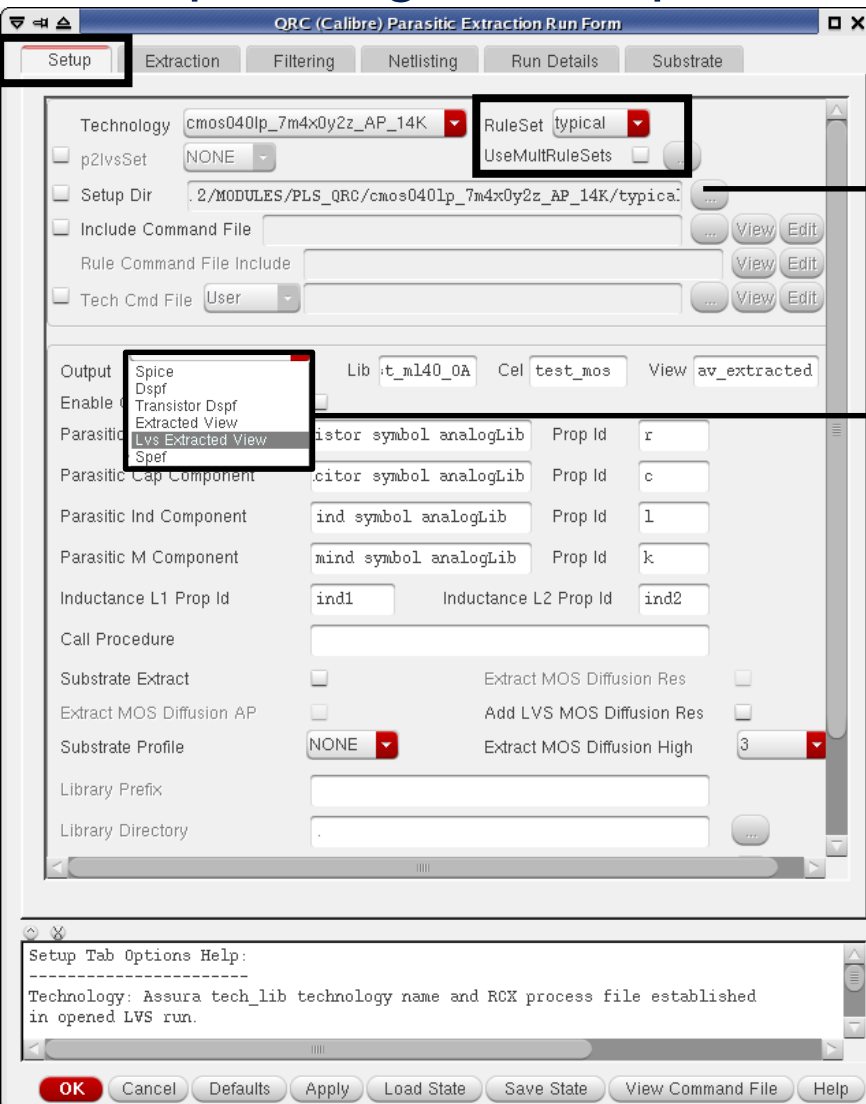 QRC (Calibre) Parasitic Extraction Run Form
Setup Extraction Filtering Netlisting Run Details Substrate
Technology cmos040lp_7m4x0y2z_AP_14K RuleSet typical
p2lvsSet NONE UseMultRuleSets ...
Setup Dir .2/MODULES/PLS_QRC/cmos040lp_7m4x0y2z_AP_14K/typical ...
Include Command File ... View Edit
Rule Command File Include View Edit
Tech Cmd File User ... View Edit
Output Lib st_ml40_0A Cel test_mos View av_extracted
Spice
Dspf
Transistor Dspf
Extracted View
Lvs Extracted View
Spef
Enable
Parasitic istor symbol analogLib Prop Id r
Parasitic Cap Component citor symbol analogLib Prop Id c
Parasitic Ind Component ind symbol analogLib Prop Id l
Parasitic M Component mind symbol analogLib Prop Id k
Inductance L1 Prop Id ind1 Inductance L2 Prop Id ind2
Call Procedure
Substrate Extract Extract MOS Diffusion Res
Extract MOS Diffusion AP Add LVS MOS Diffusion Res
Substrate Profile NONE Extract MOS Diffusion High 3
Library Prefix
Library Directory . ...
Setup Tab Options Help:
------------------------
Technology: Assura tech_lib technology name and RCX process file established
in opened LVS run.
OK Cancel Defaults Apply Load State Save State View Command File Help